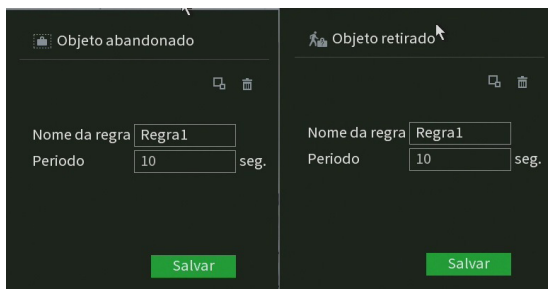 Objeto abandonado
Nome da regra Regra1
Periodo 10 seg.
Salvar
Objeto retirado
Nome da regra Regra1
Periodo 10 seg.
Salvar